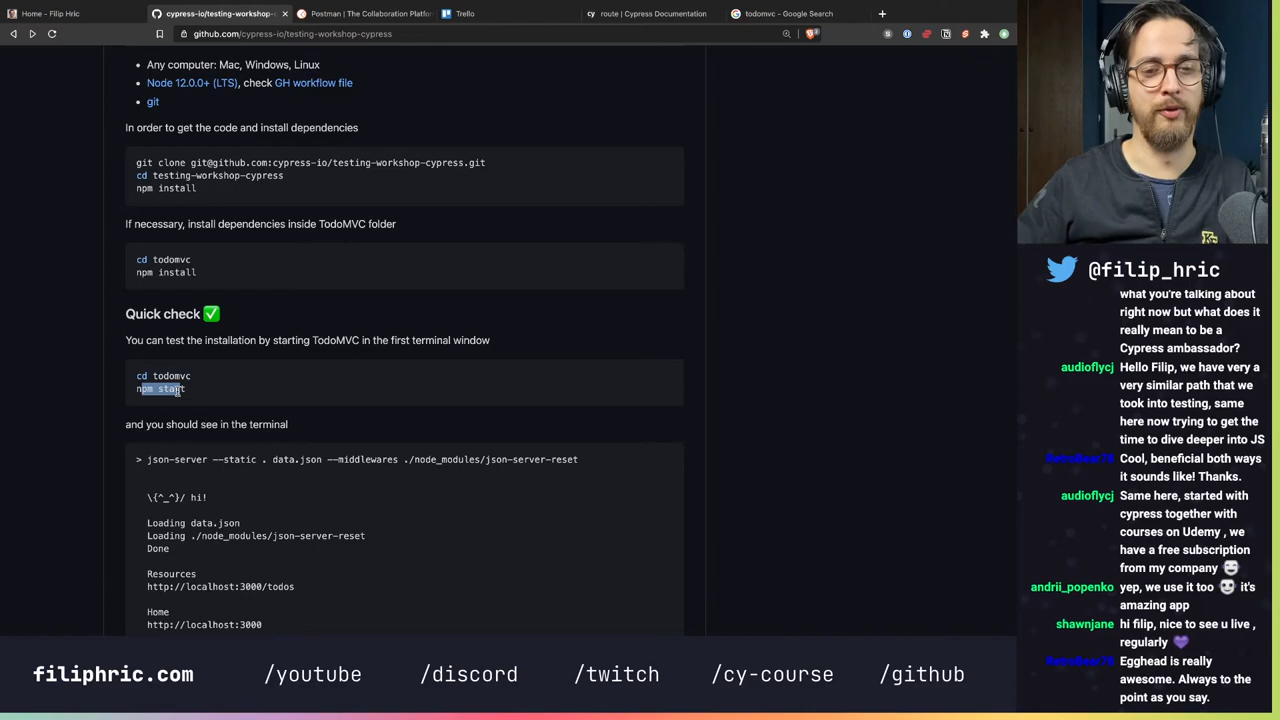 Home - Filip Hric
cypress-io/testing-workshop-
Postman | The Collaboration Platfor
Trello
cy route | Cypress Documentation
todomvc - Google Search
github.com/cypress-io/testing-workshop-cypress
• Any computer: Mac, Windows, Linux
• Node 12.0.0+ (LTS), check GH workflow file
• git
In order to get the code and install dependencies
git clone git@github.com:cypress-io/testing-workshop-cypress.git
cd testing-workshop-cypress
npm install
If necessary, install dependencies inside TodoMVC folder
cd todomvc
npm install
Quick check ✅
You can test the installation by starting TodoMVC in the first terminal window
cd todomvc
npm start
and you should see in the terminal
> json-server --static . data.json --middlewares ./node_modules/json-server-reset
\{^_^}/ hi!
Loading data.json
Loading ./node_modules/json-server-reset
Done
Resources
http://localhost:3000/todos
Home
http://localhost:3000
@filip_hric
what you're talking about
right now but what does it
really mean to be a
Cypress ambassador?
audioflycj Hello Filip, we have very a
very similar path that we
took into testing, same
here now trying to get the
time to dive deeper into JS
RetroBear76 Cool, beneficial both ways
it sounds like! Thanks.
audioflycj Same here, started with
cypress together with
courses on Udemy , we
have a free subscription
from my company
andrii_popenko yep, we use it too it's
amazing app
shawnjane hi filip, nice to see u live ,
regularly 💜
RetroBear76 Egghead is really
awesome. Always to the
point as you say.
filiphric.com
/youtube
/discord
/twitch
/cy-course
/github